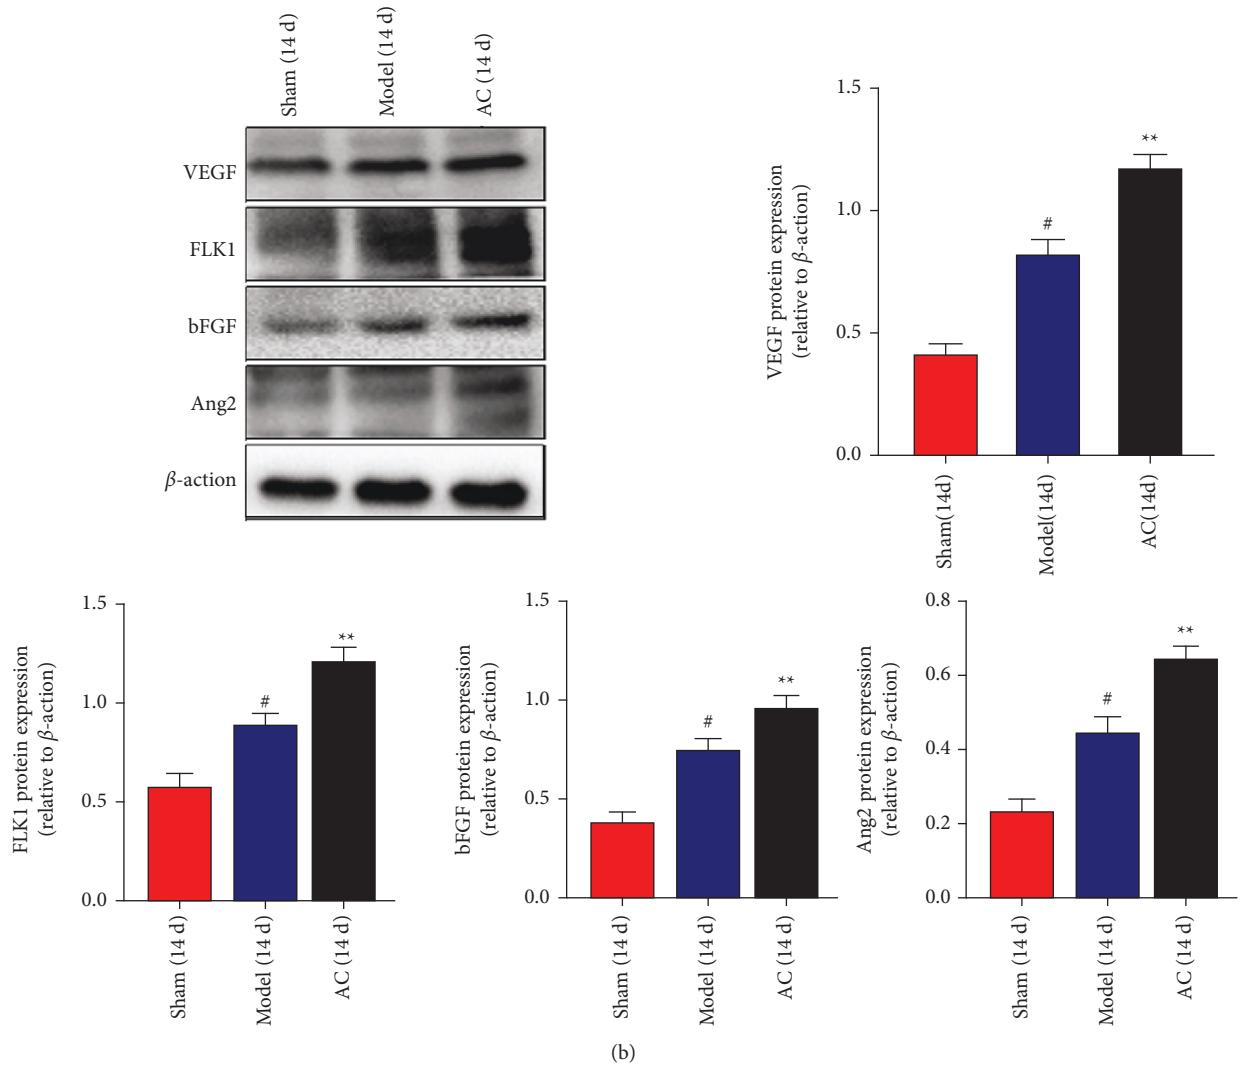 Sham (14 d)
Model (14 d)
AC (14 d)
VEGF
FLK1
bFGF
Ang2
β-action
VEGF protein expression
(relative to β-action)
1.5
1.0
0.5
0.0
#
**
Sham(14d)
Model(14d)
AC(14d)
FLK1 protein expression
(relative to β-action)
1.5
1.0
0.5
0.0
#
**
Sham (14 d)
Model (14 d)
AC (14 d)
bFGF protein expression
(relative to β-action)
1.5
1.0
0.5
0.0
#
**
Sham (14 d)
Model (14 d)
AC (14 d)
Ang2 protein expression
(relative to β-action)
0.8
0.6
0.4
0.2
0.0
#
**
Sham (14 d)
Model (14 d)
AC (14 d)
(b)